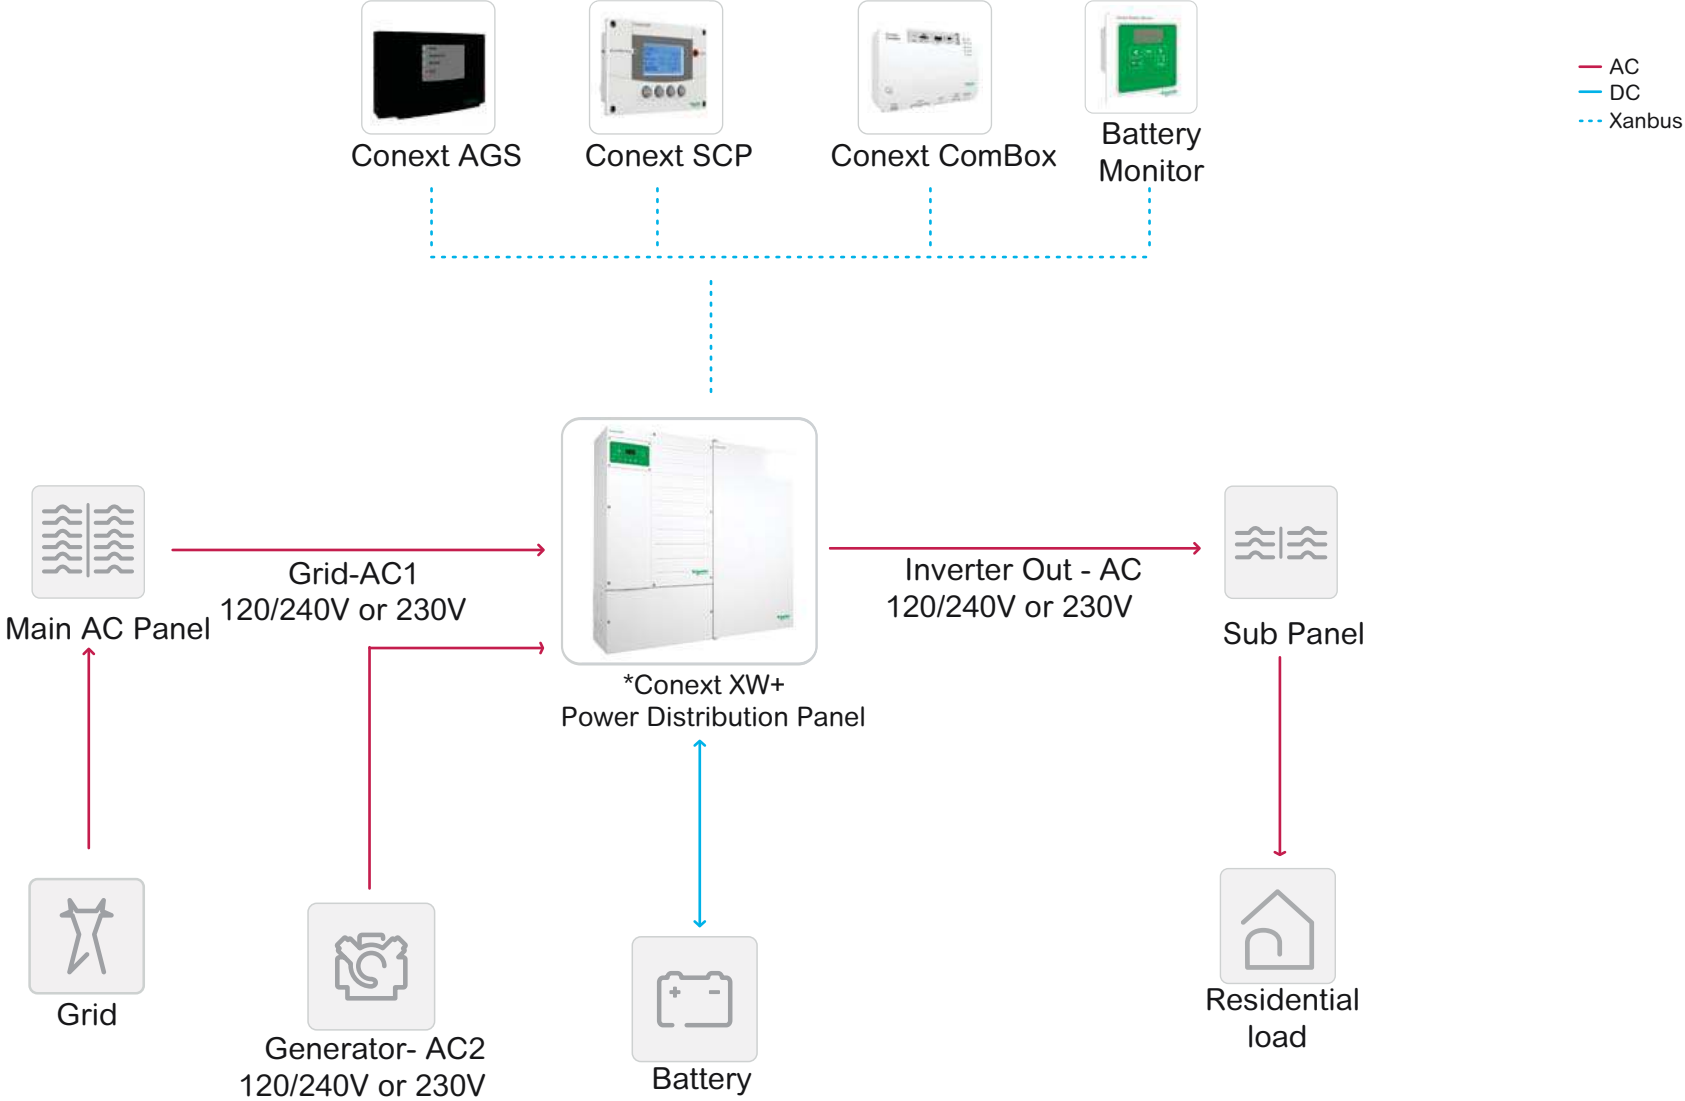 Conext AGS
Conext SCP
Conext ComBox
Battery
Monitor
AC
DC
Xanbus
Grid-AC1
120/240V or 230V
Inverter Out - AC
120/240V or 230V
Main AC Panel
Sub Panel
*Conext XW+
Power Distribution Panel
Grid
Generator- AC2
120/240V or 230V
Battery
Residential
load